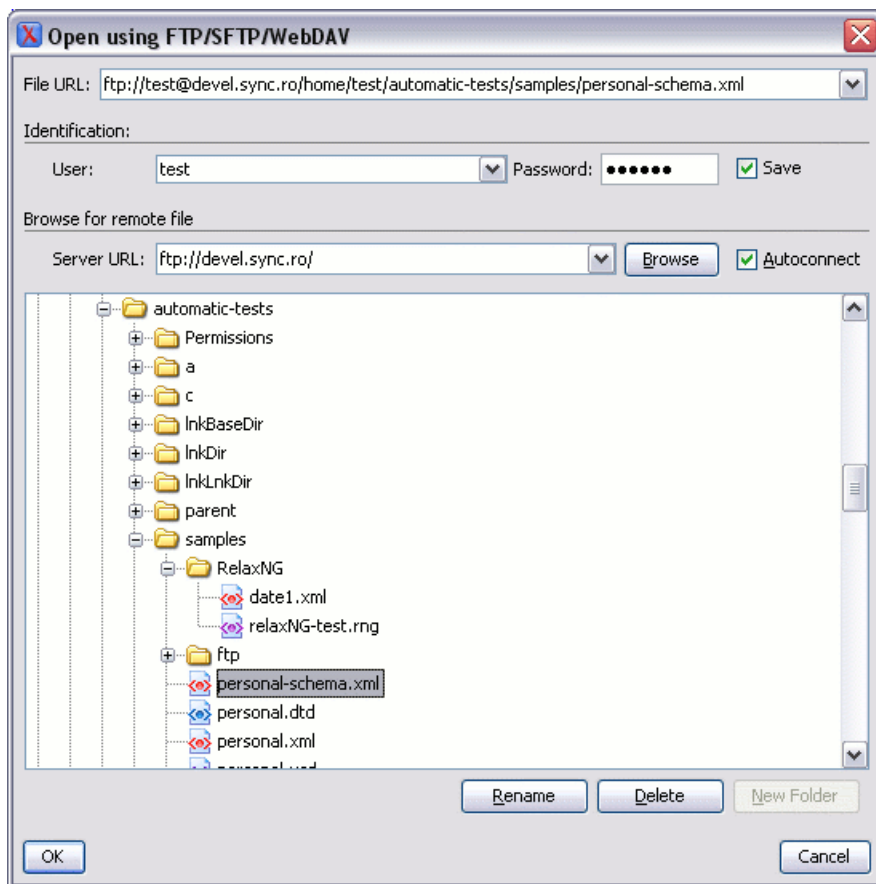 Open using FTP/SFTP/WebDAV
File URL: ftp://test@devel.sync.ro/home/test/automatic-tests/samples/personal-schema.xml
Identification:
User: test Password: •••••• Save
Browse for remote file
Server URL: ftp://devel.sync.ro/ Browse Autoconnect
automatic-tests
Permissions
a
c
lnkBaseDir
lnkDir
lnkLnkDir
parent
samples
RelaxNG
date1.xml
relaxNG-test.rng
ftp
personal-schema.xml
personal.dtd
personal.xml
Rename Delete New Folder
OK Cancel